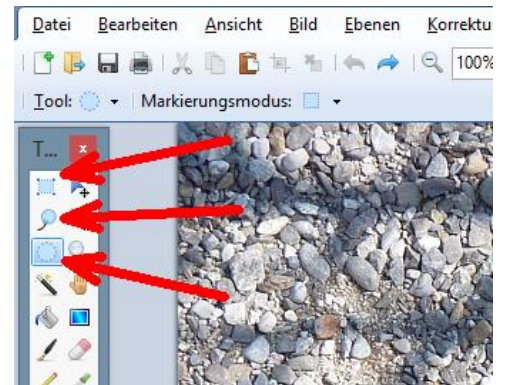 Datei Bearbeiten Ansicht Bild Ebenen Korrektu
100%
Tool: Markierungsmodus:
T...